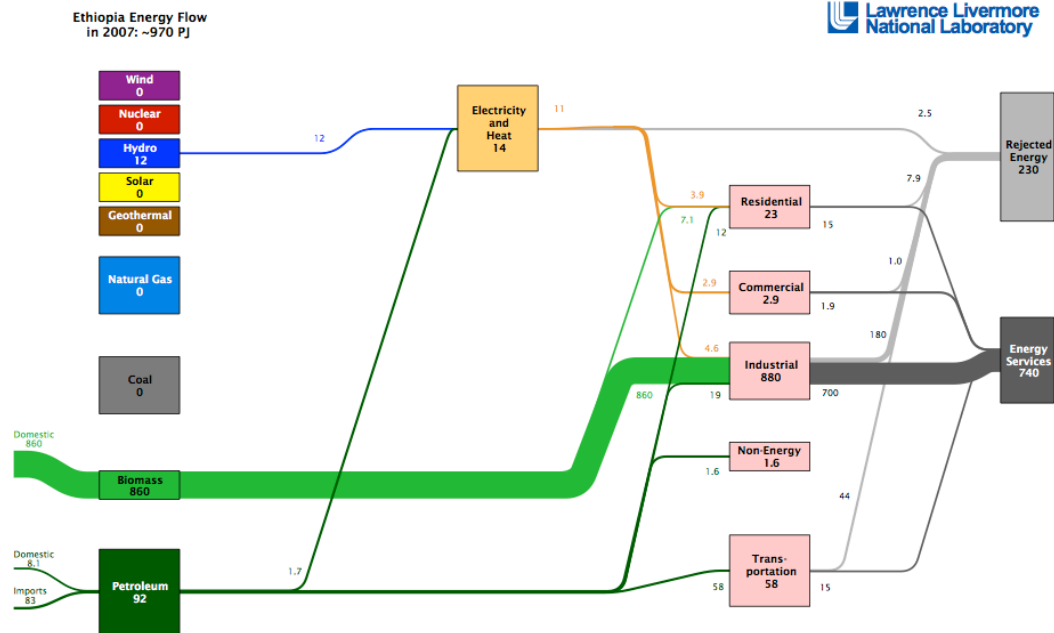 Ethiopia Energy Flow
in 2007: ~970 PJ
Lawrence Livermore
National Laboratory
Wind
0
Nuclear
0
Hydro
12
Solar
0
Geothermal
0
Natural Gas
0
Coal
0
Domestic
860
Biomass
860
Domestic
8.1
Imports
83
Petroleum
92
12
1.7
Electricity
and
Heat
14
11
3.9
7.1
12
2.9
4.6
860
19
1.6
58
Residential
23
Commercial
2.9
Industrial
880
Non-Energy
1.6
Trans-
portation
58
2.5
7.9
15
1.0
1.9
180
700
44
15
Rejected
Energy
230
Energy
Services
740